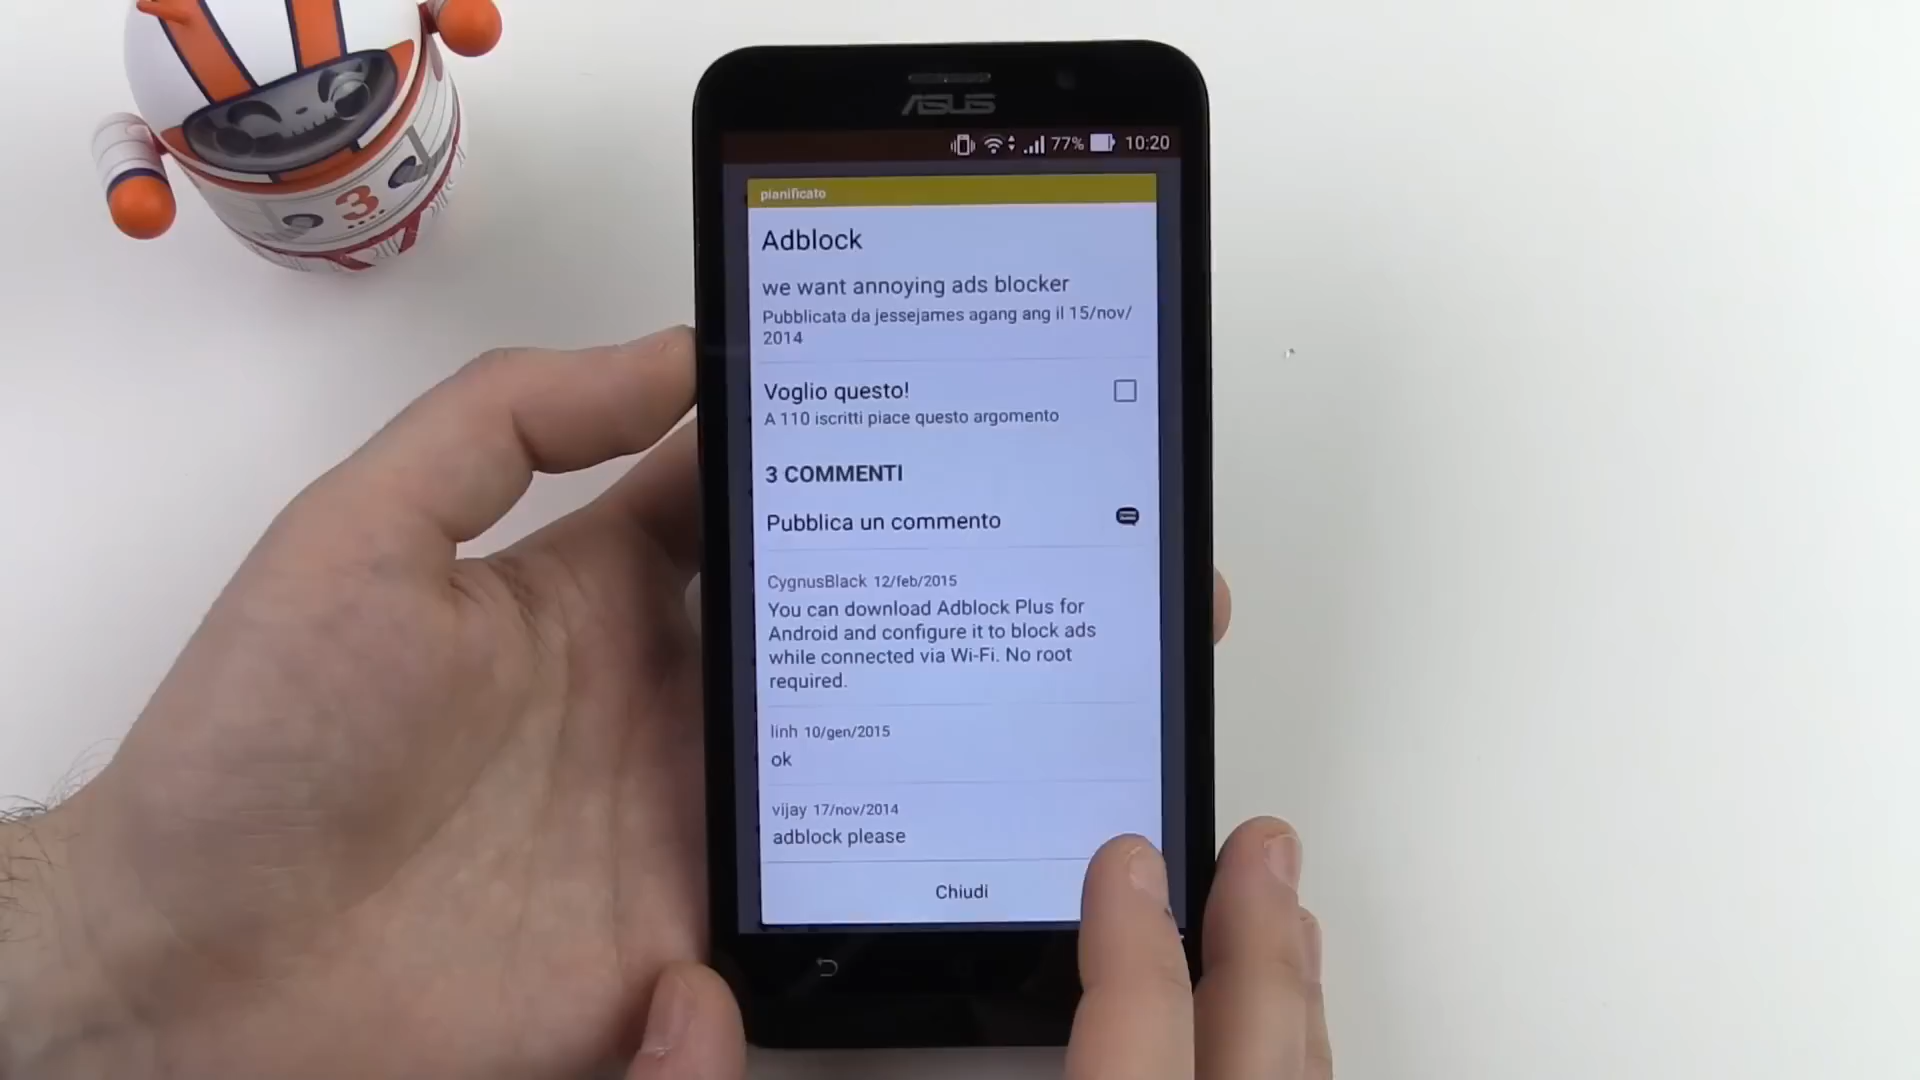 3
ASUS
77% 10:20
pianificato
Adblock
we want annoying ads blocker
Pubblicata da jessejames agang ang il 15/nov/
2014
Voglio questo!
A 110 iscritti piace questo argomento
3 COMMENTI
Pubblica un commento
CygnusBlack 12/feb/2015
You can download Adblock Plus for
Android and configure it to block ads
while connected via Wi-Fi. No root
required.
linh 10/gen/2015
ok
vijay 17/nov/2014
adblock please
Chiudi